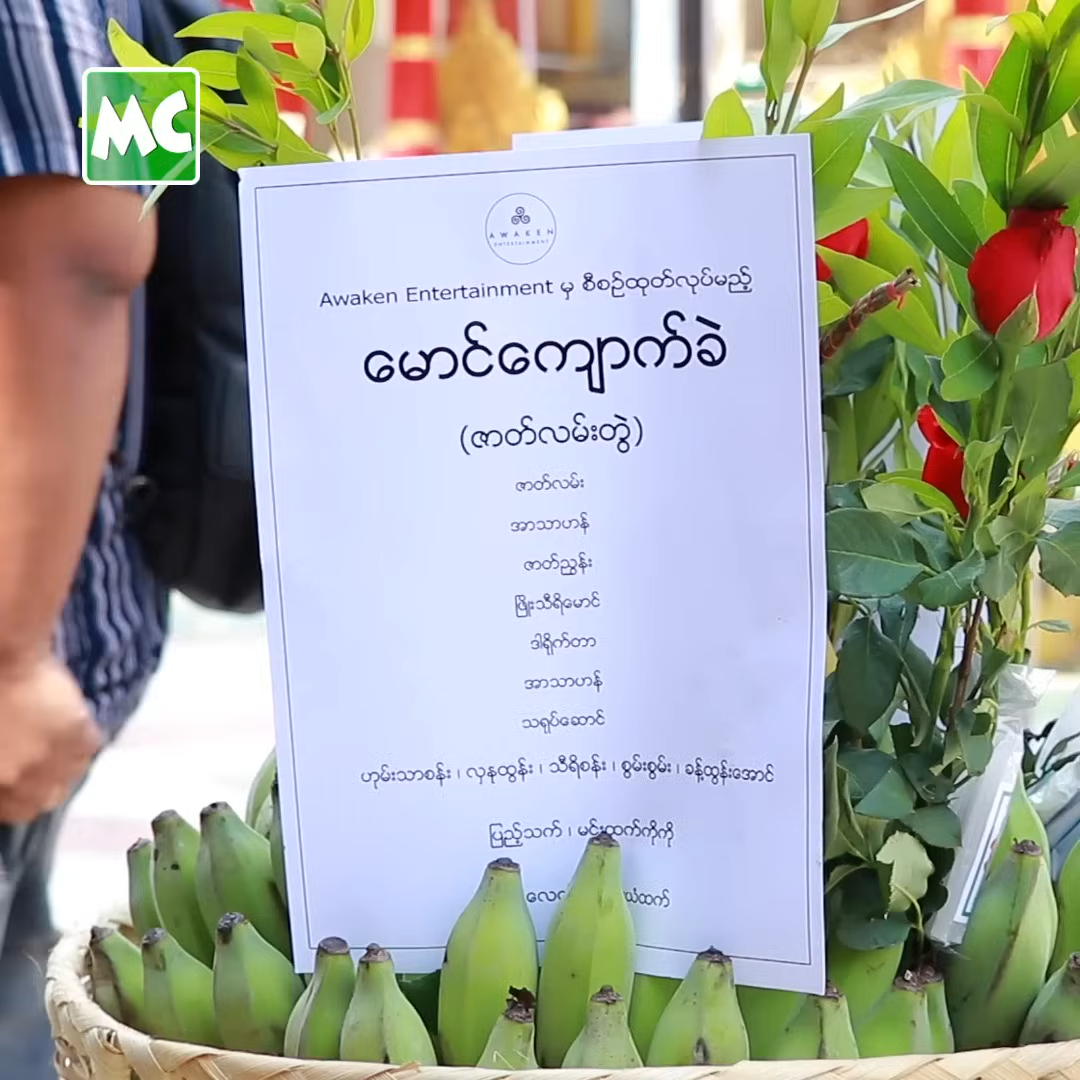 MC
AWAKEN
ENTERTAINMENT
Awaken Entertainment မှ စီစဉ်ထုတ်လုပ်မည့်
မောင်ကျောက်ခဲ
(ဇာတ်လမ်းတွဲ)
ဇာတ်လမ်း
အာသာဟန်
ဇာတ်ညွှန်း
ဖြိုးသီရိမောင်
ဒါရိုက်တာ
အာသာဟန်
သရုပ်ဆောင်
ဟုမ်းသာစန်း ၊ လှနုထွန်း ၊ သီရိစန်း ၊ စွမ်းစွမ်း ၊ ခန့်ထွန်းအောင်
ပြည့်သက် ၊ မင်းထက်ကိုကို